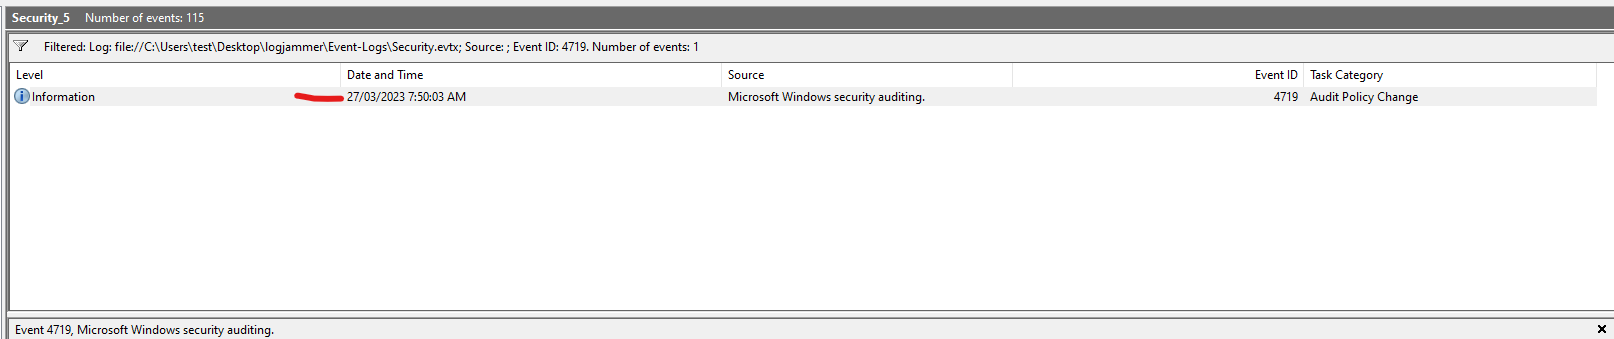 Security_5 Number of events: 115
Filtered: Log: file://C:\Users\test\Desktop\logjammer\Event-Logs\Security.evtx; Source: ; Event ID: 4719. Number of events: 1
Level Date and Time Source Event ID Task Category
Information 27/03/2023 7:50:03 AM Microsoft Windows security auditing. 4719 Audit Policy Change
Event 4719, Microsoft Windows security auditing.